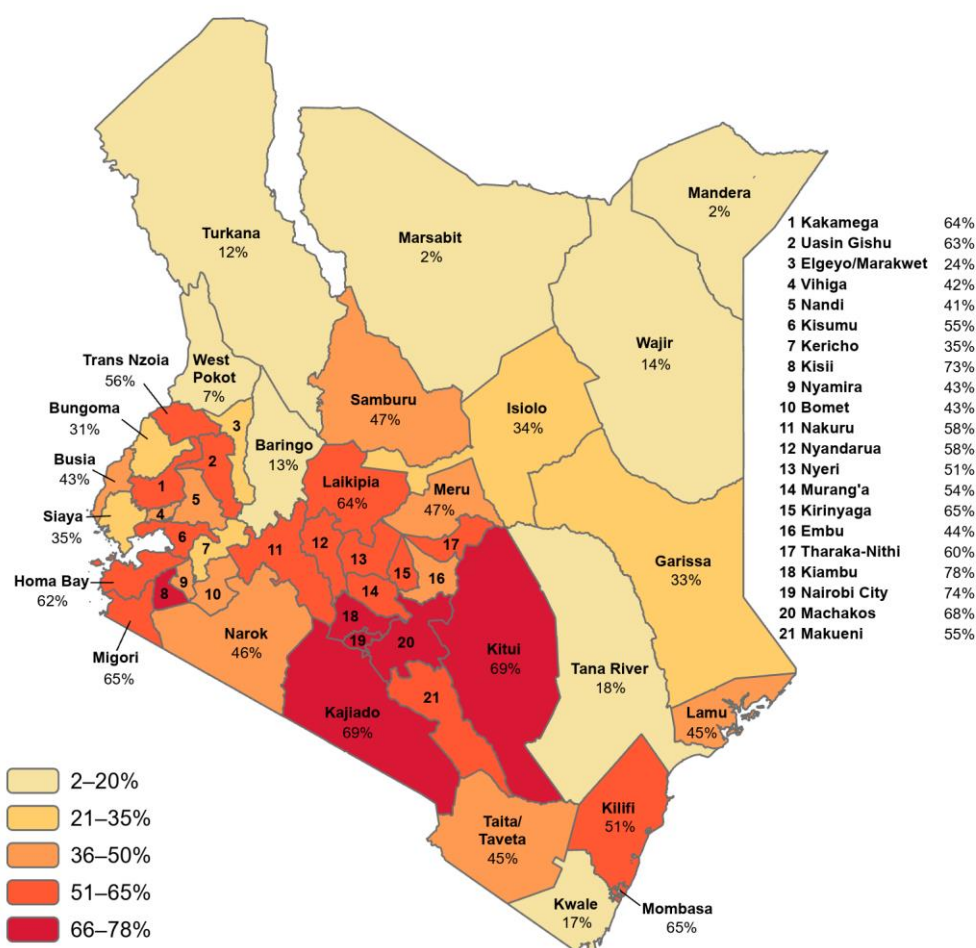 Mandera
2%
Turkana
12%
Marsabit
2%
Wajir
14%
Trans Nzoia
56%
West
Pokot
7%
Bungoma
31%
Samburu
47%
Isiolo
34%
3
Baringo
13%
2
Busia
43%
1
5
Laikipia
64%
Meru
47%
Siaya
35%
4
6
7
11
12
13
17
15
16
14
Garissa
33%
Homa Bay
62%
8
9
10
18
19
20
Narok
46%
Kitui
69%
Tana River
18%
Migori
65%
21
Kajiado
69%
Lamu
45%
Kilifi
51%
Taita/
Taveta
45%
Kwale
17%
Mombasa
65%
1 Kakamega 64%
2 Uasin Gishu 63%
3 Elgeyo/Marakwet 24%
4 Vihiga 42%
5 Nandi 41%
6 Kisumu 55%
7 Kericho 35%
8 Kisii 73%
9 Nyamira 43%
10 Bomet 43%
11 Nakuru 58%
12 Nyandarua 58%
13 Nyeri 51%
14 Murang'a 54%
15 Kirinyaga 65%
16 Embu 44%
17 Tharaka-Nithi 60%
18 Kiambu 78%
19 Nairobi City 74%
20 Machakos 68%
21 Makueni 55%
2–20%
21–35%
36–50%
51–65%
66–78%